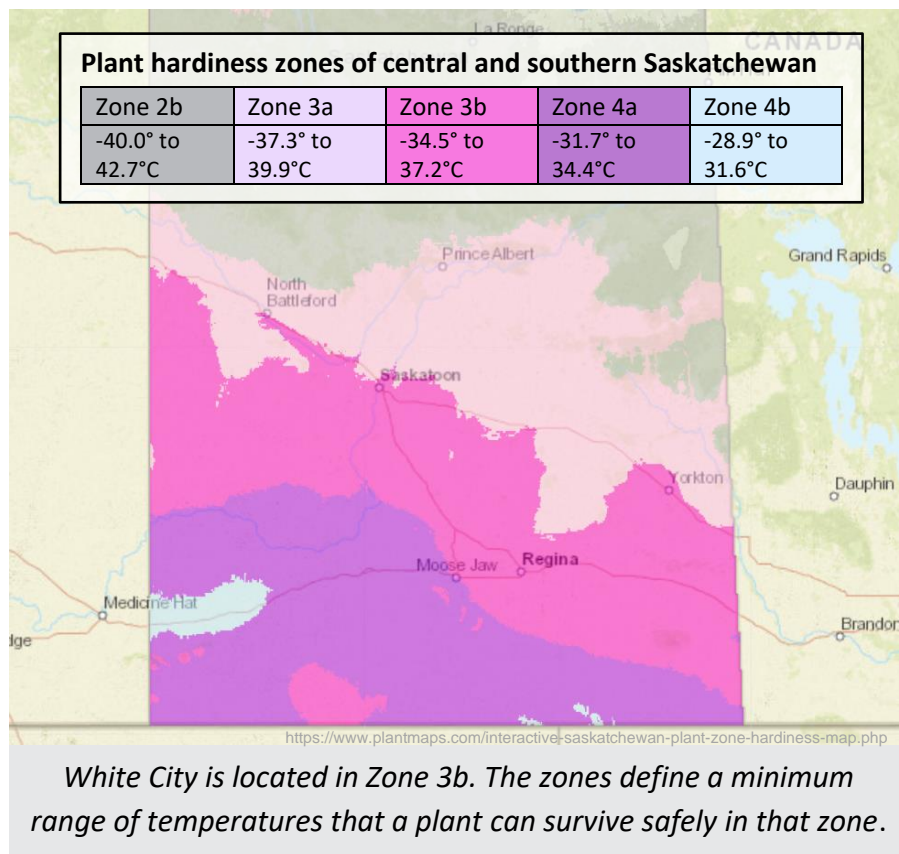 La Ronge
CANADA
Plant hardiness zones of central and southern Saskatchewan
Zone 2b Zone 3a Zone 3b Zone 4a Zone 4b
-40.0° to -37.3° to -34.5° to -31.7° to -28.9° to
42.7°C 39.9°C 37.2°C 34.4°C 31.6°C
Prince Albert
Grand Rapids
North
Battleford
Saskatoon
Yorkton
Dauphin
Moose Jaw
Regina
Medicine Hat
Brandon
dge
https://www.plantmaps.com/interactive-saskatchewan-plant-zone-hardiness-map.php
White City is located in Zone 3b. The zones define a minimum
range of temperatures that a plant can survive safely in that zone.